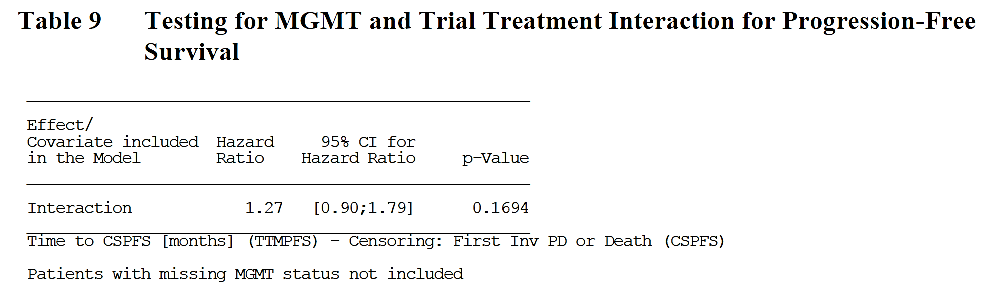 Table 9 Testing for MGMT and Trial Treatment Interaction for Progression-Free
Survival
Effect/
Covariate included Hazard 95% CI for
in the Model Ratio Hazard Ratio p-Value
Interaction 1.27 [0.90;1.79] 0.1694
Time to CSPFS [months] (TTMPFS) - Censoring: First Inv PD or Death (CSPFS)
Patients with missing MGMT status not included